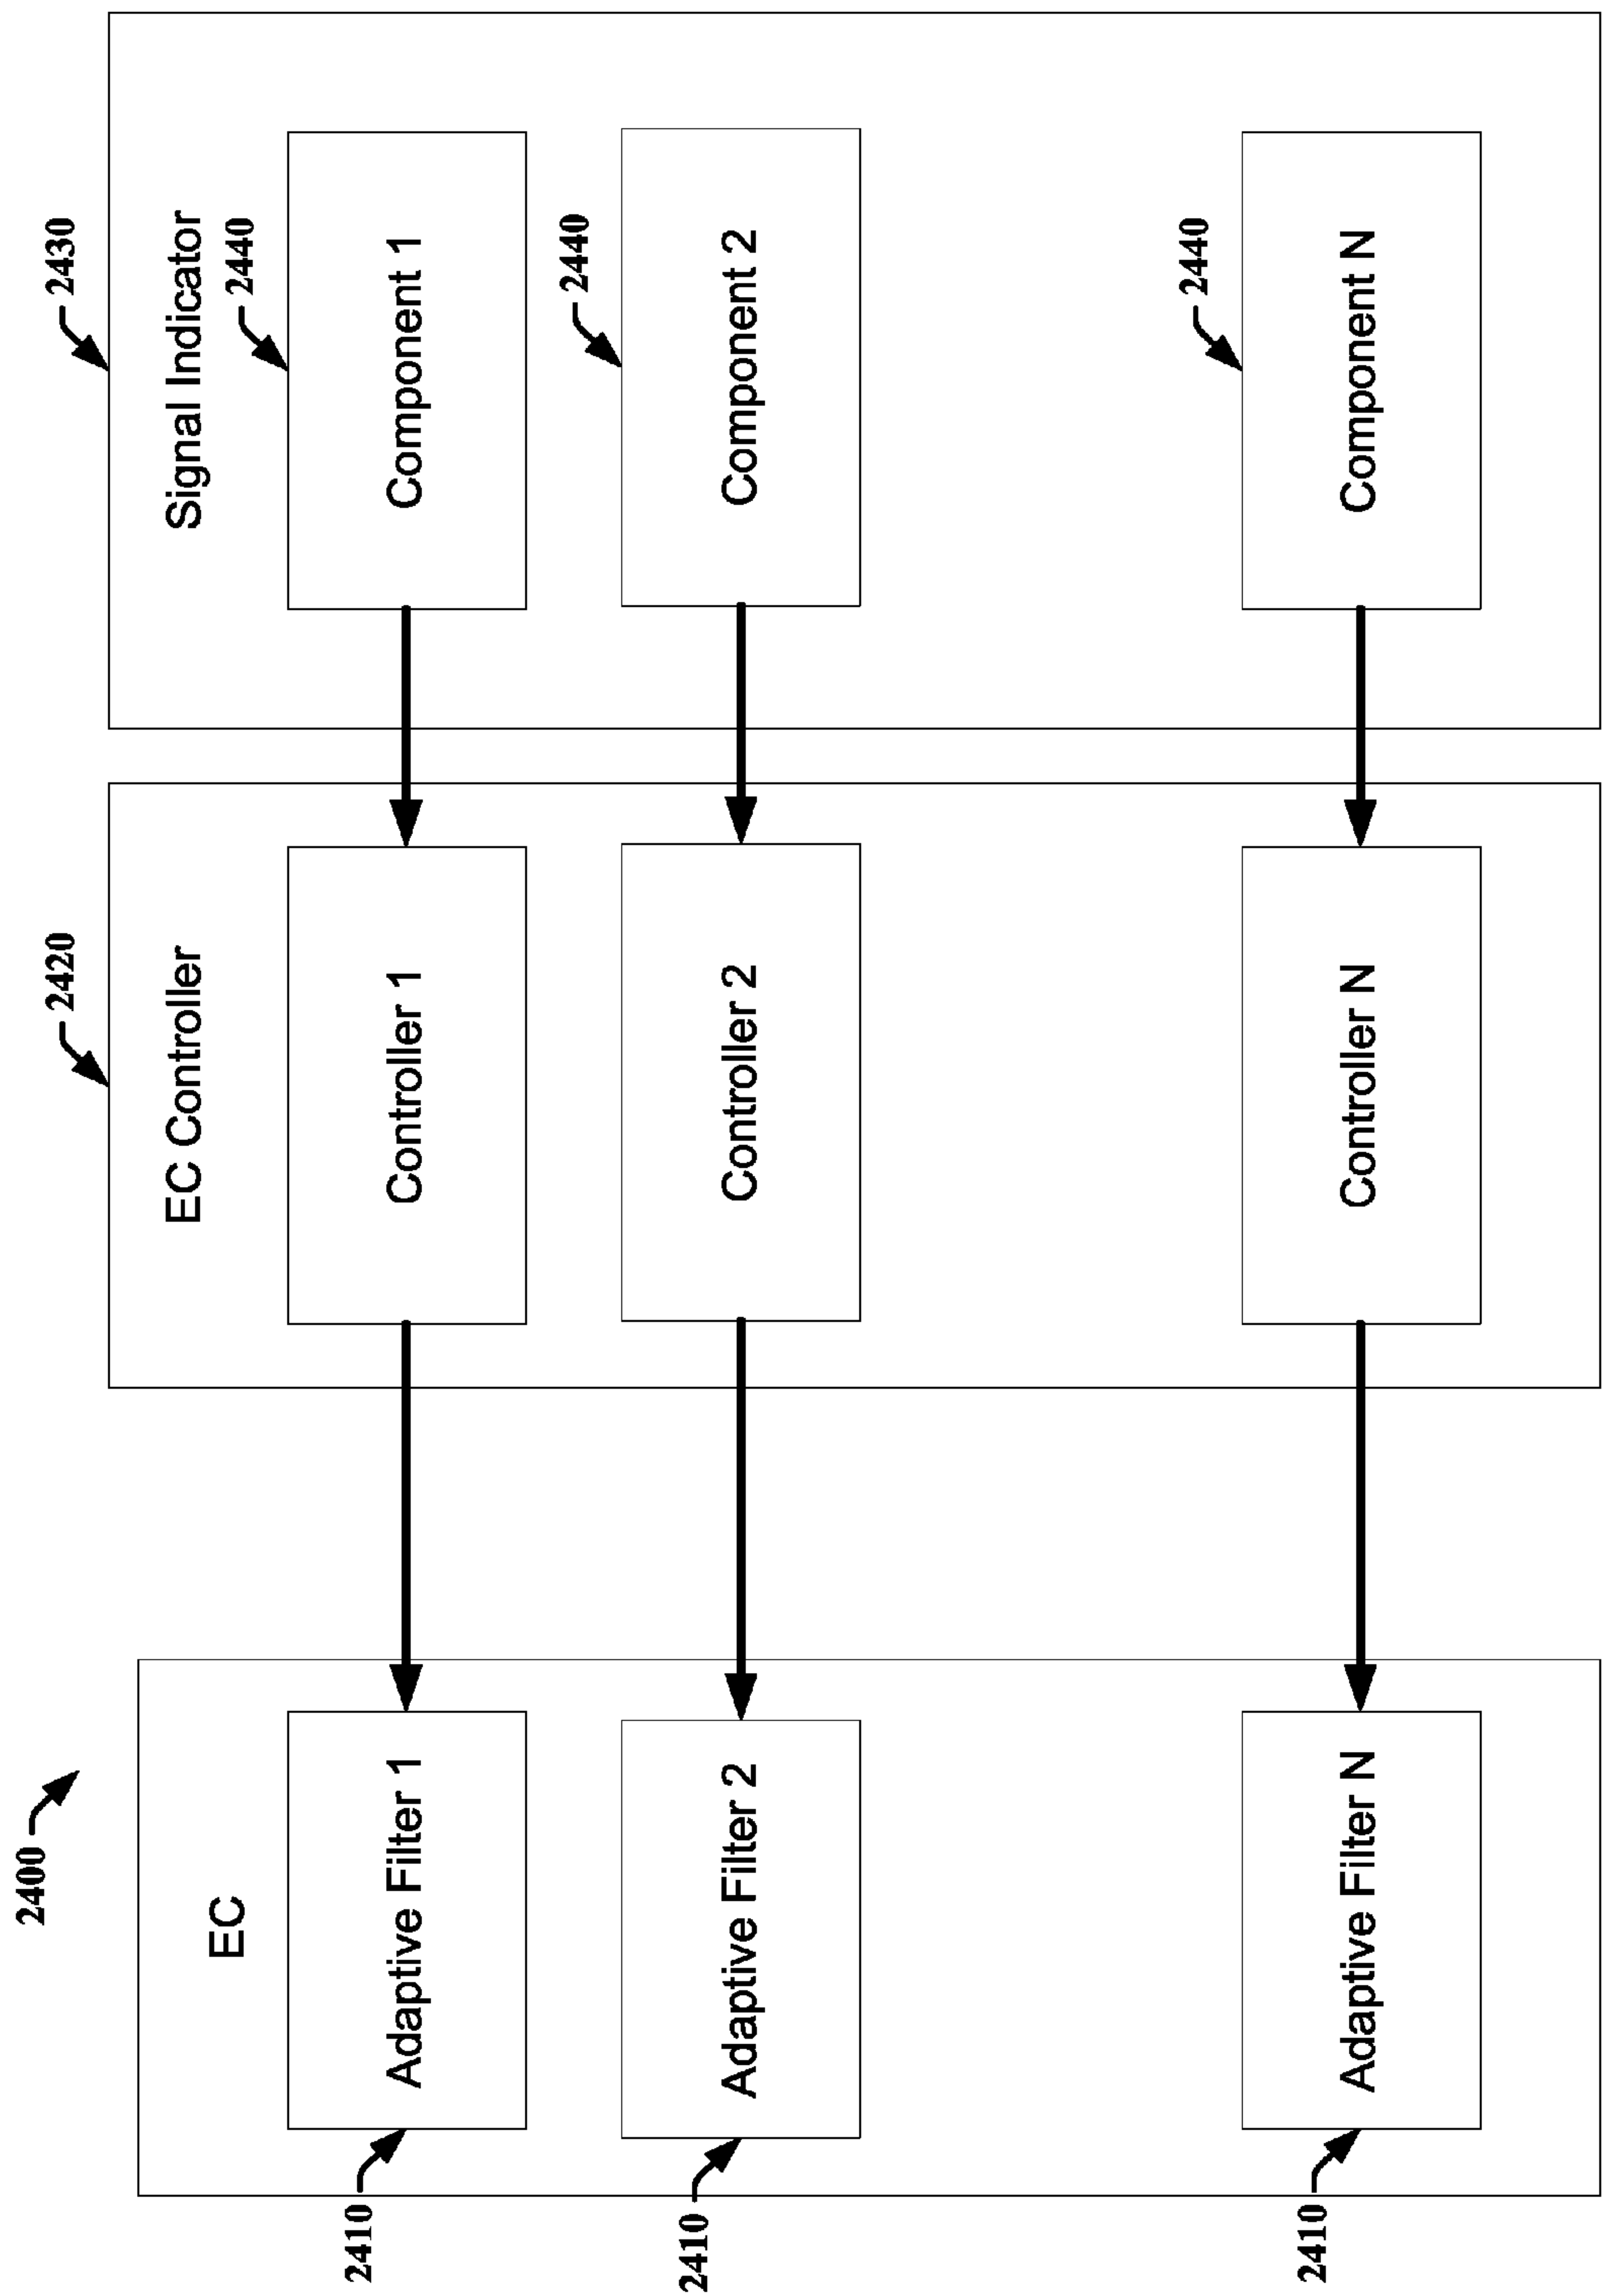 2400
EC
2410
Adaptive Filter 1
2410
Adaptive Filter 2
2410
Adaptive Filter N
2420
EC Controller
Controller 1
Controller 2
Controller N
2430
Signal Indicator
2440
Component 1
2440
Component 2
2440
Component N